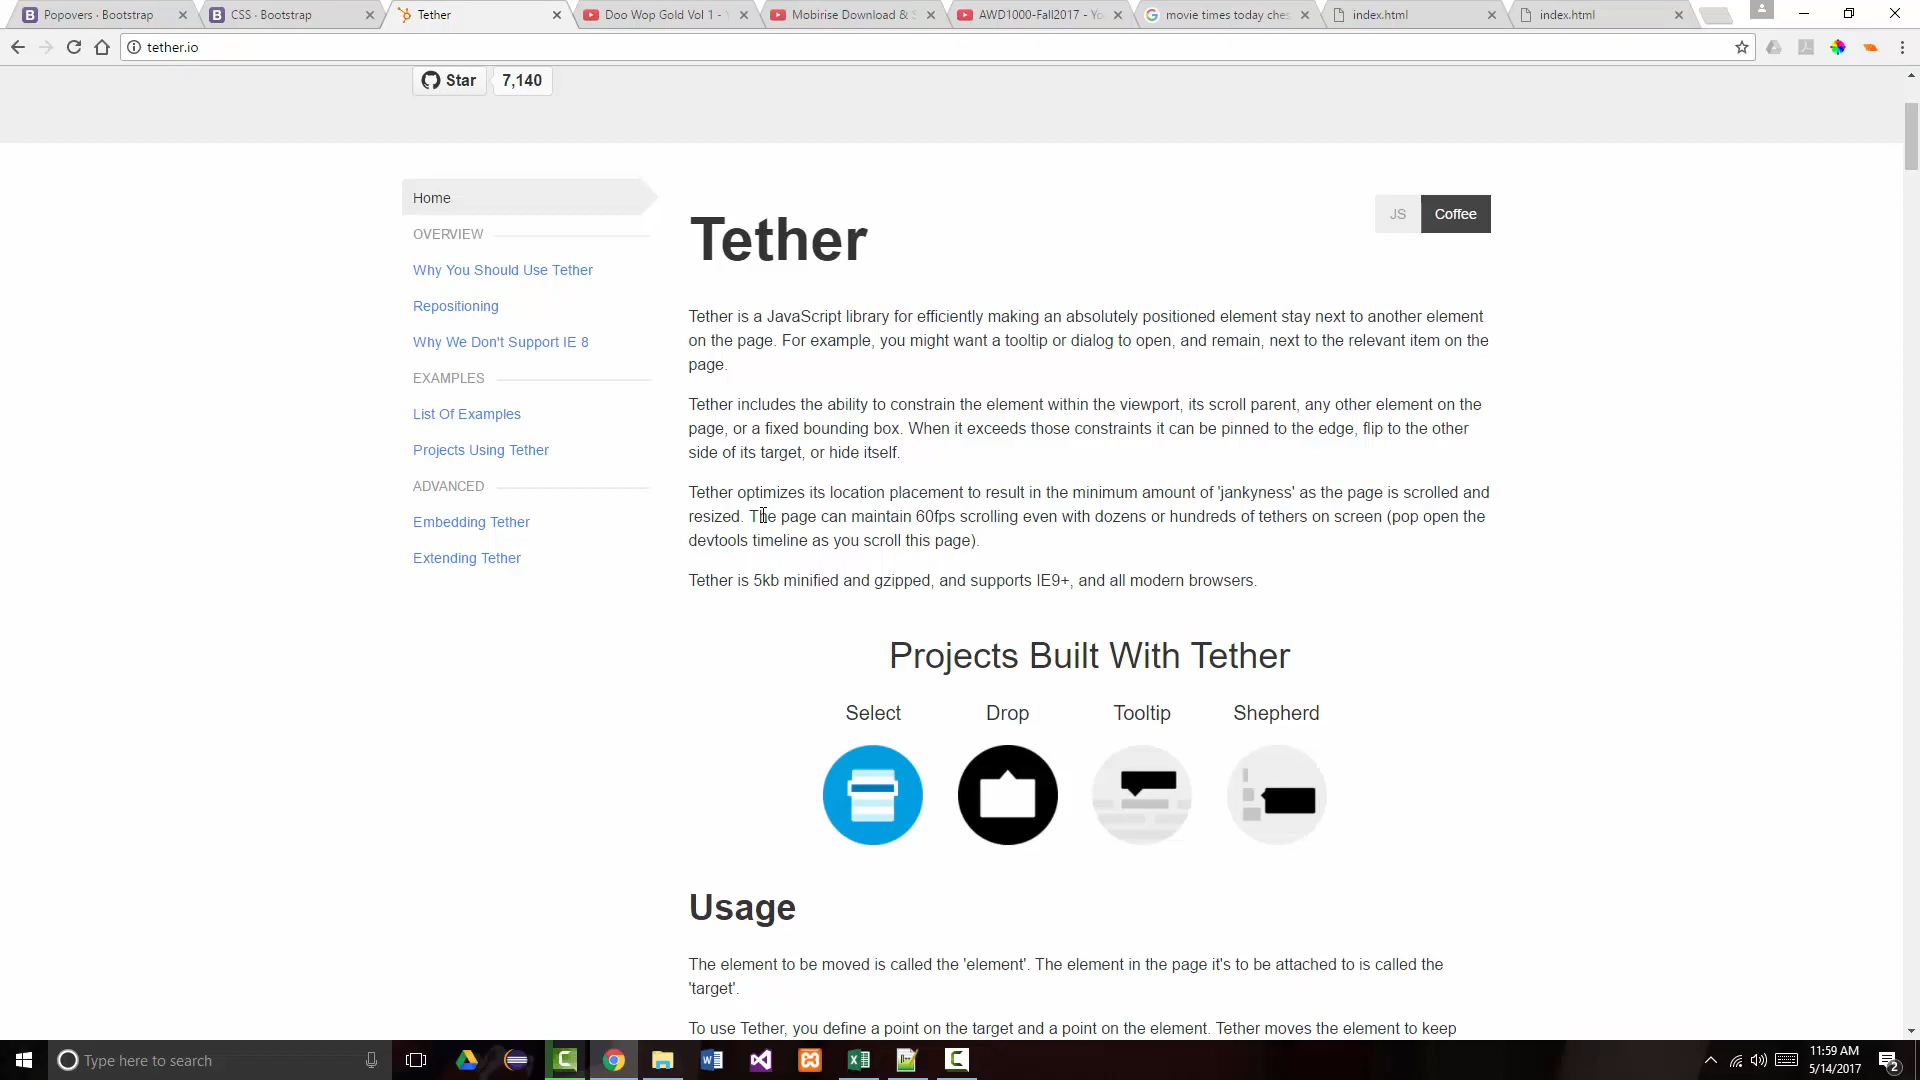 Popovers · Bootstrap
CSS · Bootstrap
Tether
Doo Wop Gold Vol 1 -
Mobirise Download &
AWD1000-Fall2017 - Yo
movie times today ches
index.html
index.html
tether.io
Star
7,140
Home
OVERVIEW
Why You Should Use Tether
Repositioning
Why We Don't Support IE 8
EXAMPLES
List Of Examples
Projects Using Tether
ADVANCED
Embedding Tether
Extending Tether
JS
Coffee
Tether
Tether is a JavaScript library for efficiently making an absolutely positioned element stay next to another element
on the page. For example, you might want a tooltip or dialog to open, and remain, next to the relevant item on the
page.
Tether includes the ability to constrain the element within the viewport, its scroll parent, any other element on the
page, or a fixed bounding box. When it exceeds those constraints it can be pinned to the edge, flip to the other
side of its target, or hide itself.
Tether optimizes its location placement to result in the minimum amount of 'jankyness' as the page is scrolled and
resized. The page can maintain 60fps scrolling even with dozens or hundreds of tethers on screen (pop open the
devtools timeline as you scroll this page).
Tether is 5kb minified and gzipped, and supports IE9+, and all modern browsers.
Projects Built With Tether
Select
Drop
Tooltip
Shepherd
Usage
The element to be moved is called the 'element'. The element in the page it's to be attached to is called the
'target'.
To use Tether, you define a point on the target and a point on the element. Tether moves the element to keep
Type here to search
11:59 AM
5/14/2017
2